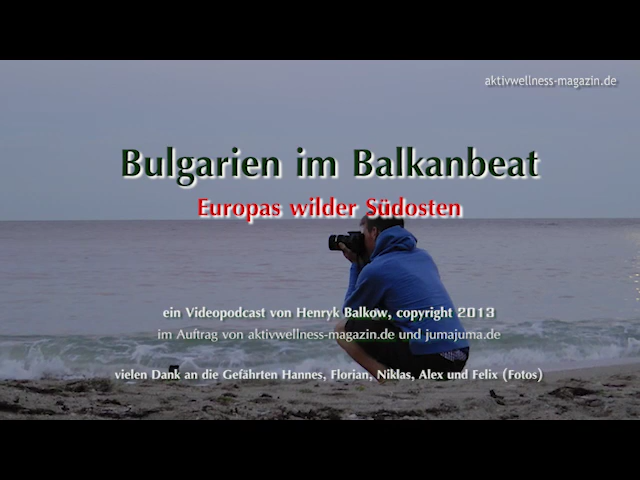 aktivwellness-magazin.de
Bulgarien im Balkanbeat
Europas wilder Südosten
ein Videopodcast von Henryk Balkow, copyright 2013
im Auftrag von aktivwellness-magazin.de und jumajuma.de
vielen Dank an die Gefährten Hannes, Florian, Niklas, Alex und Felix (Fotos)